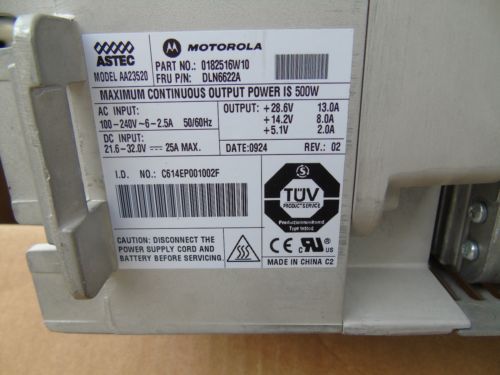 ASTEC
MODEL AA23520
MOTOROLA
PART NO.: 0182516W10
FRU P/N: DLN6622A
MAXIMUM CONTINUOUS OUTPUT POWER IS 500W
AC INPUT:
100-240V~6-2.5A 50/60Hz
DC INPUT:
21.6-32.0V⎓ 25A MAX.
OUTPUT: +28.6V 13.0A
+14.2V 8.0A
+5.1V 2.0A
DATE:0924 REV.: 02
I.D. NO.: C614EP001002F
CAUTION: DISCONNECT THE
POWER SUPPLY CORD AND
BATTERY BEFORE SERVICING.
S
TÜV
PRODUCT SERVICE
CE c RU ® US
MADE IN CHINA C2